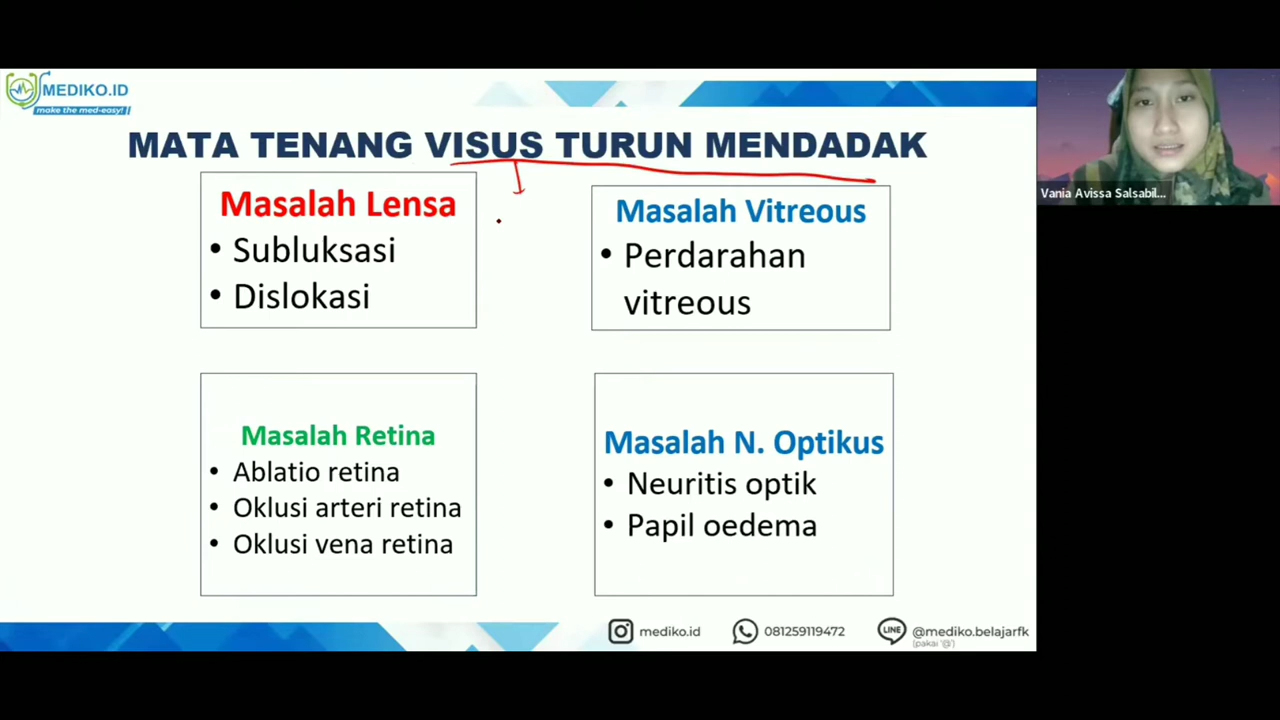 MEDIKO.ID
make the med-easy!
MATA TENANG VISUS TURUN MENDADAK
Masalah Lensa
• Subluksasi
• Dislokasi
Masalah Vitreous
• Perdarahan
vitreous
Masalah Retina
• Ablatio retina
• Oklusi arteri retina
• Oklusi vena retina
Masalah N. Optikus
• Neuritis optik
• Papil oedema
mediko.id
081259119472
LINE
@mediko.belajarfk
(pakai '@')
Vania Avissa Salsabil...